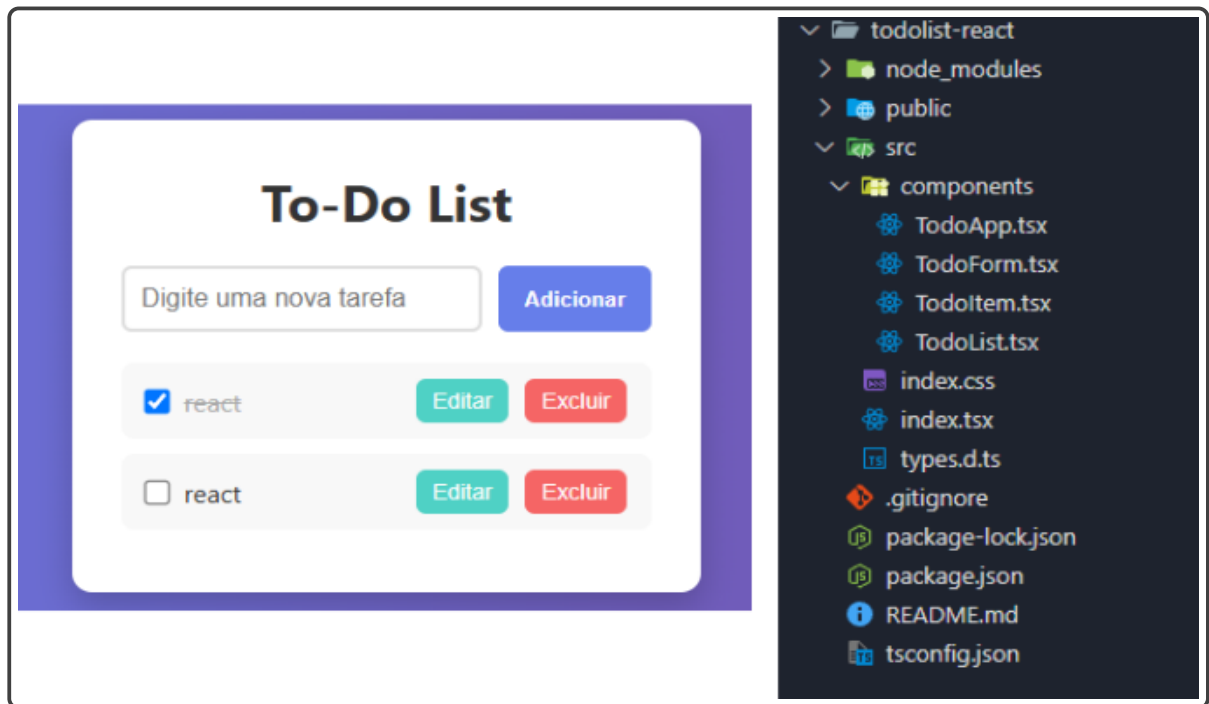 To-Do List
Digite uma nova tarefa
Adicionar
react
Editar
Excluir
react
Editar
Excluir
todolist-react
node_modules
public
src
components
TodoApp.tsx
TodoForm.tsx
TodoItem.tsx
TodoList.tsx
index.css
index.tsx
types.d.ts
.gitignore
package-lock.json
package.json
README.md
tsconfig.json